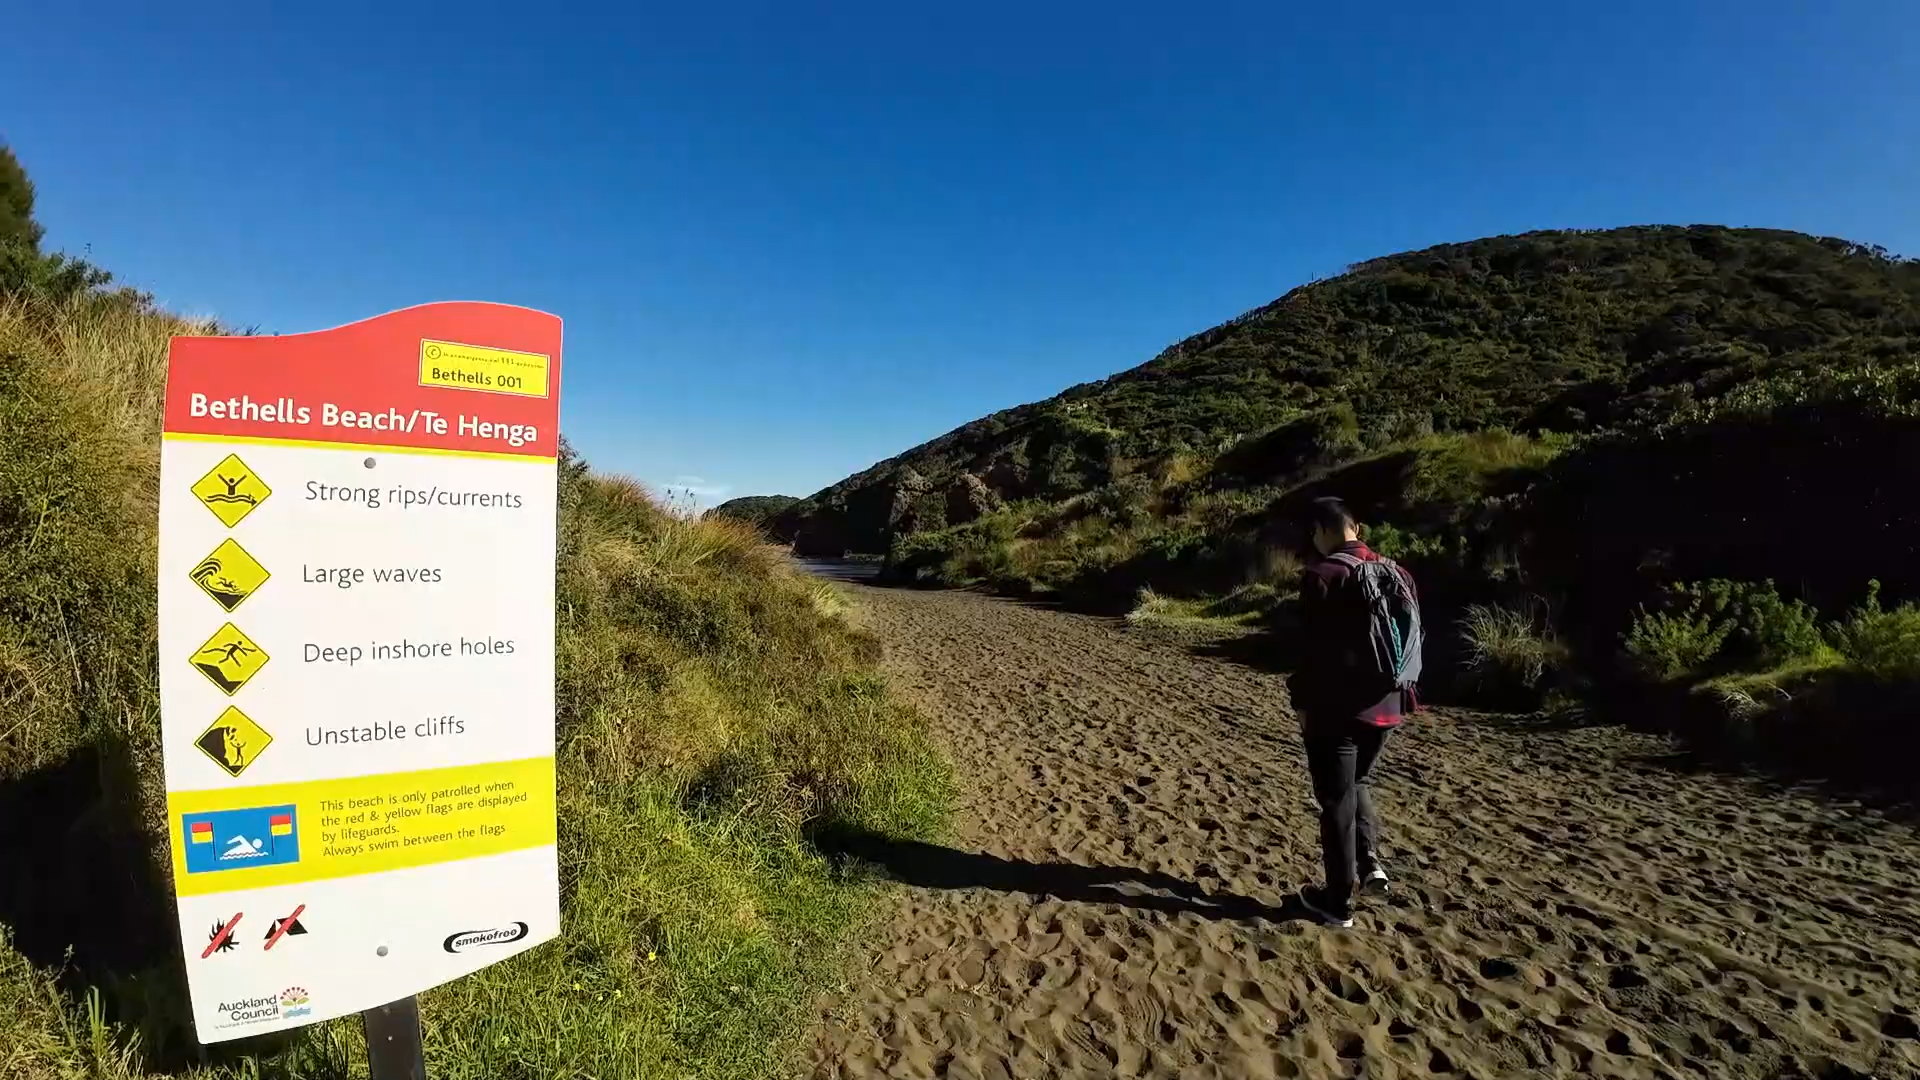 111
Bethells 001
Bethells Beach/Te Henga
Strong rips/currents
Large waves
Deep inshore holes
Unstable cliffs
This beach is only patrolled when
the red & yellow flags are displayed
by lifeguards.
Always swim between the flags
smokefree
Auckland
Council